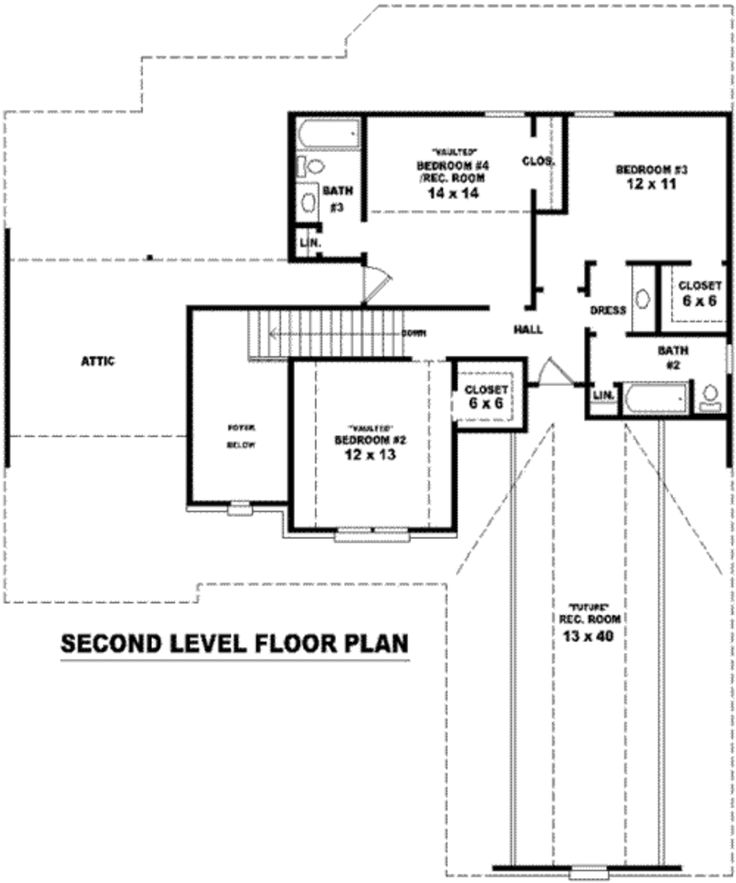 "VAULTED"
BEDROOM #4
/REC. ROOM
14 x 14
CLOS.
BEDROOM #3
12 x 11
BATH
#3
LIN.
CLOSET
6 x 6
DRESS
HALL
DOWN
ATTIC
BATH
#2
CLOSET
6 x 6
LIN.
FOYER
BELOW
"VAULTED"
BEDROOM #2
12 x 13
"FUTURE"
REC. ROOM
13 x 40
SECOND LEVEL FLOOR PLAN